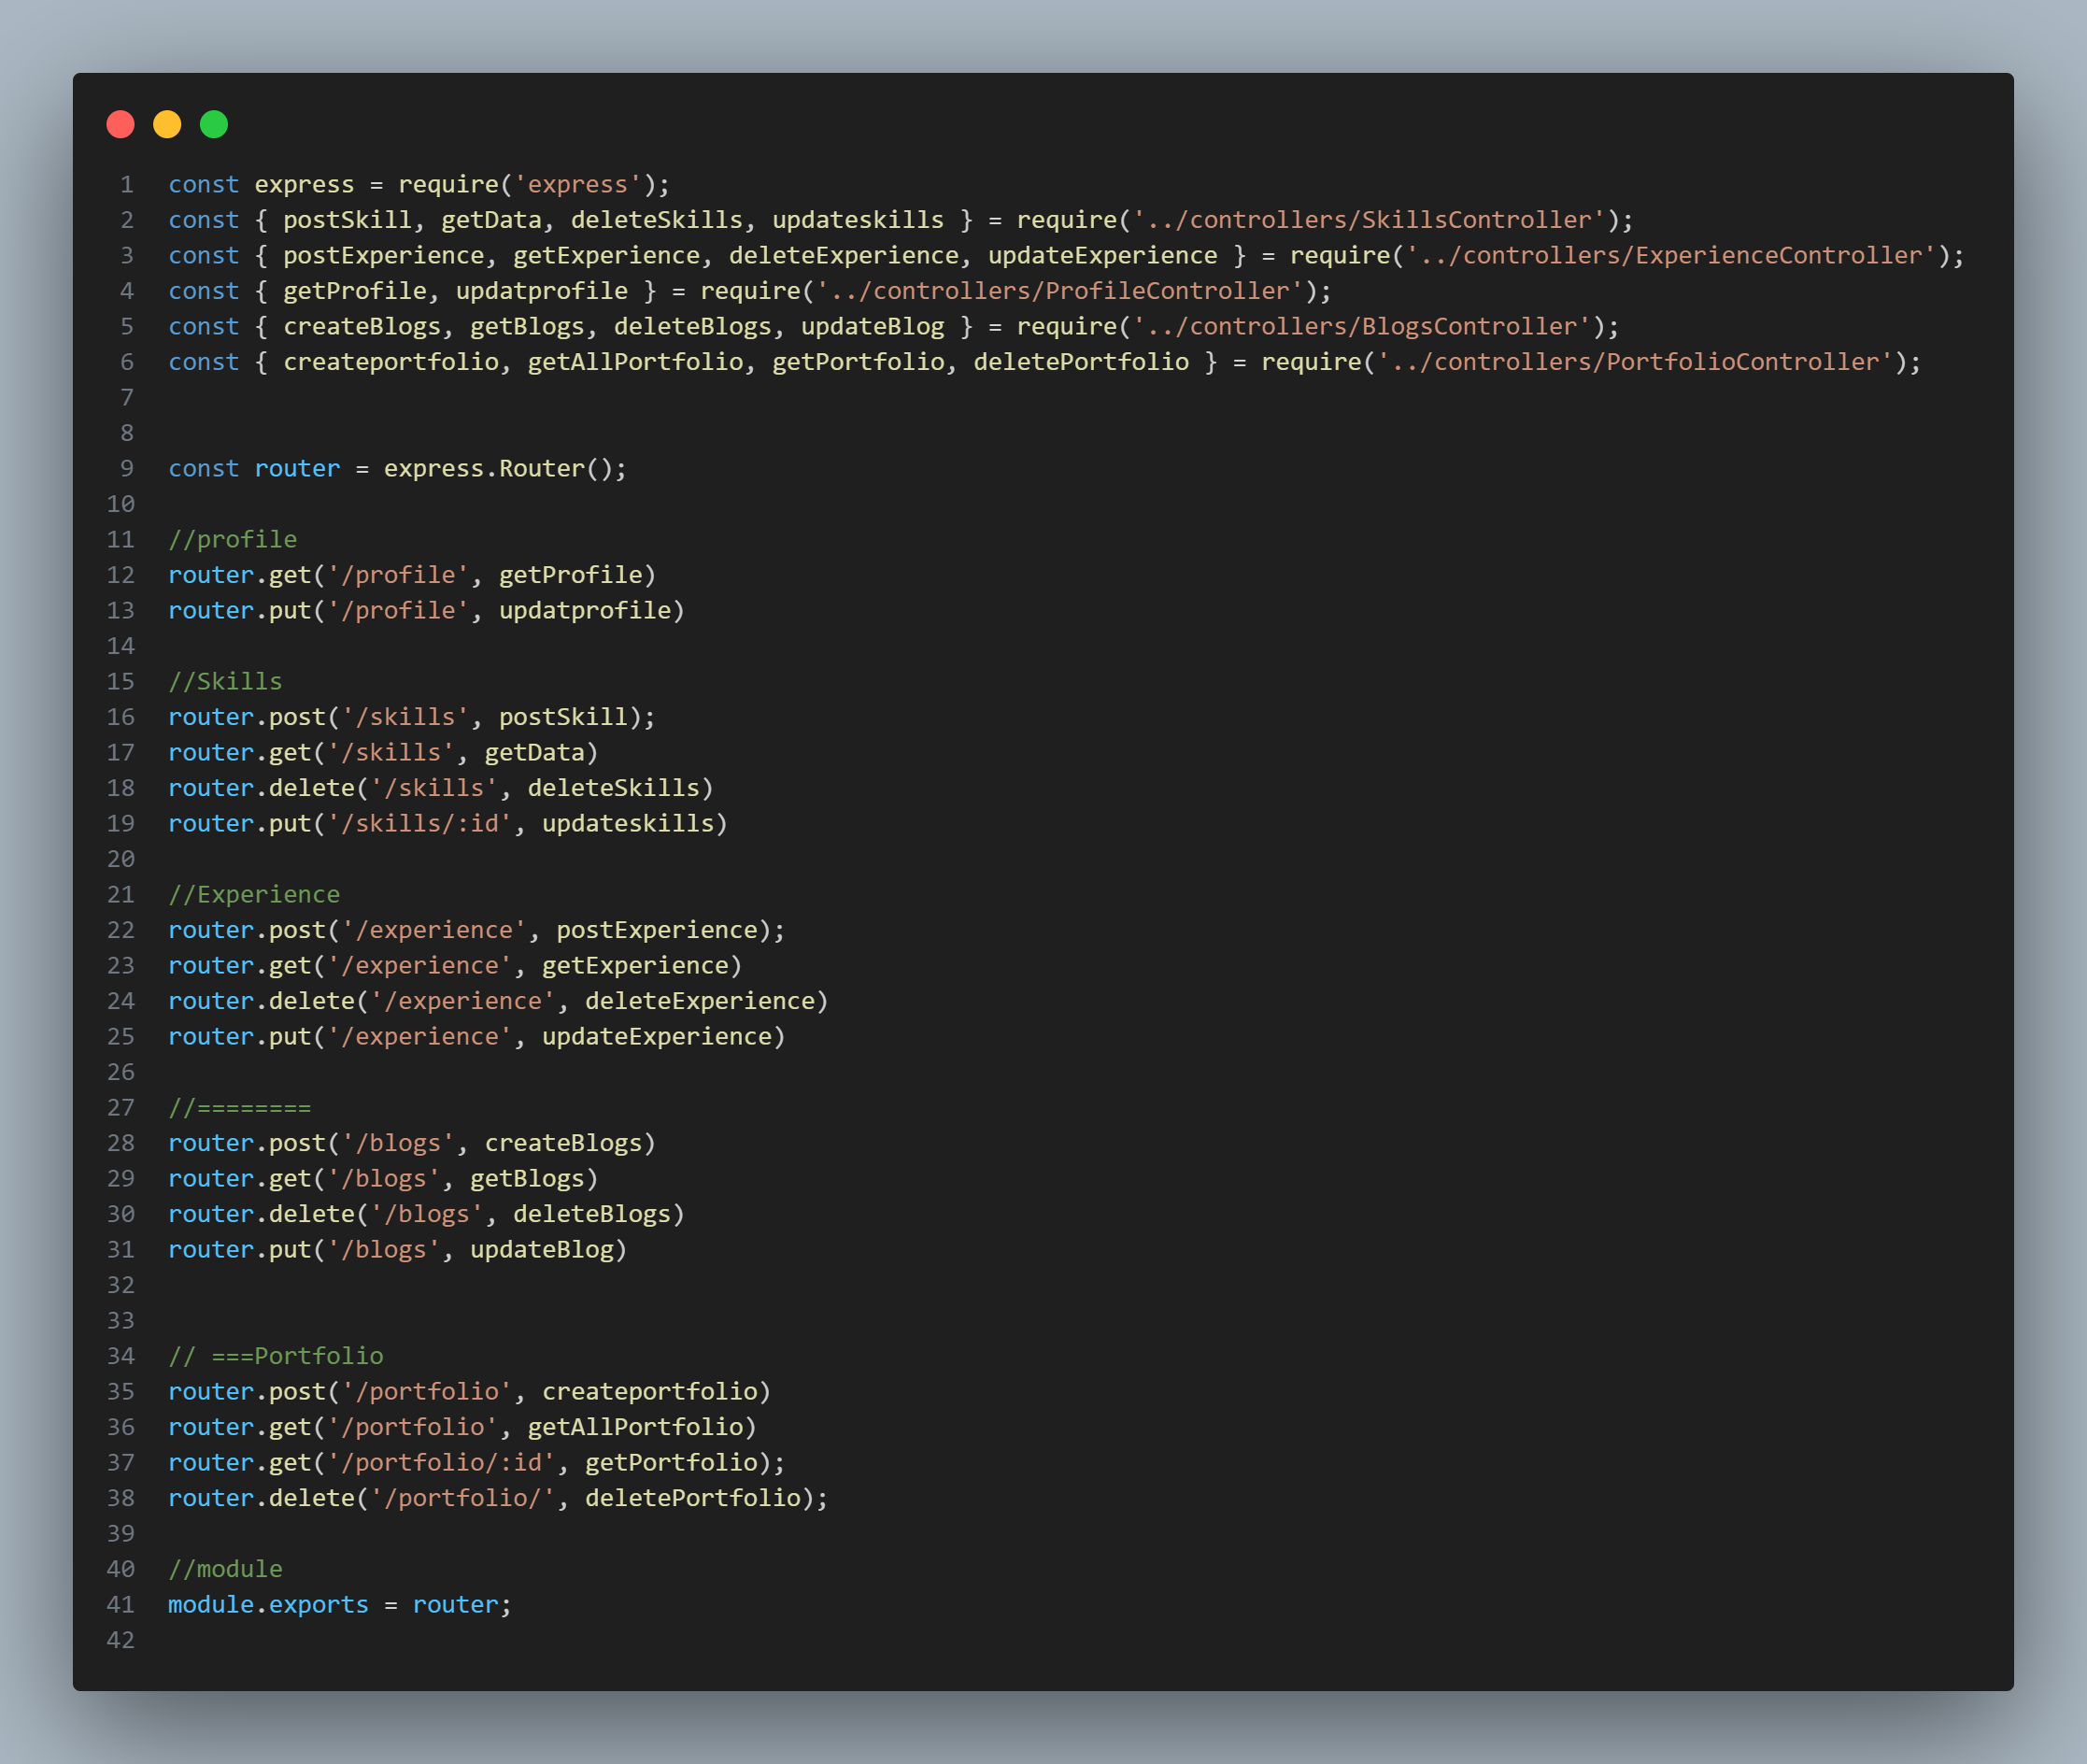 1 const express = require('express');
2 const { postSkill, getData, deleteSkills, updateskills } = require('../controllers/SkillsController');
3 const { postExperience, getExperience, deleteExperience, updateExperience } = require('../controllers/ExperienceController');
4 const { getProfile, updatprofile } = require('../controllers/ProfileController');
5 const { createBlogs, getBlogs, deleteBlogs, updateBlog } = require('../controllers/BlogsController');
6 const { createportfolio, getAllPortfolio, getPortfolio, deletePortfolio } = require('../controllers/PortfolioController');
7
8
9 const router = express.Router();
10
11 //profile
12 router.get('/profile', getProfile)
13 router.put('/profile', updatprofile)
14
15 //Skills
16 router.post('/skills', postSkill);
17 router.get('/skills', getData)
18 router.delete('/skills', deleteSkills)
19 router.put('/skills/:id', updateskills)
20
21 //Experience
22 router.post('/experience', postExperience);
23 router.get('/experience', getExperience)
24 router.delete('/experience', deleteExperience)
25 router.put('/experience', updateExperience)
26
27 //========
28 router.post('/blogs', createBlogs)
29 router.get('/blogs', getBlogs)
30 router.delete('/blogs', deleteBlogs)
31 router.put('/blogs', updateBlog)
32
33
34 // ===Portfolio
35 router.post('/portfolio', createportfolio)
36 router.get('/portfolio', getAllPortfolio)
37 router.get('/portfolio/:id', getPortfolio);
38 router.delete('/portfolio/', deletePortfolio);
39
40 //module
41 module.exports = router;
42